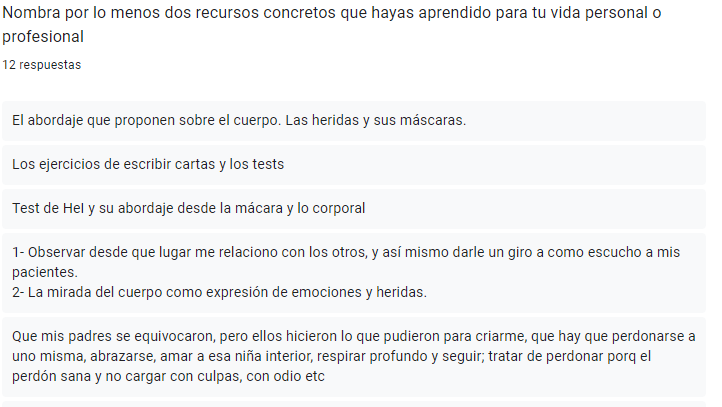 Nombra por lo menos dos recursos concretos que hayas aprendido para tu vida personal o
profesional
12 respuestas
El abordaje que proponen sobre el cuerpo. Las heridas y sus máscaras.
Los ejercicios de escribir cartas y los tests
Test de HeI y su abordaje desde la mácara y lo corporal
1- Observar desde que lugar me relaciono con los otros, y así mismo darle un giro a como escucho a mis
pacientes.
2- La mirada del cuerpo como expresión de emociones y heridas.
Que mis padres se equivocaron, pero ellos hicieron lo que pudieron para criarme, que hay que perdonarse a
uno misma, abrazarse, amar a esa niña interior, respirar profundo y seguir; tratar de perdonar porq el
perdón sana y no cargar con culpas, con odio etc